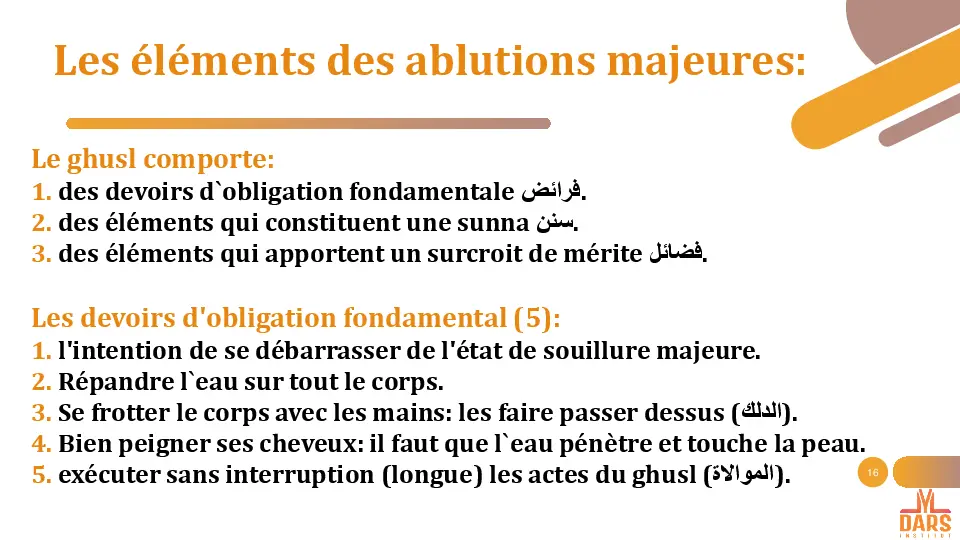 Les éléments des ablutions majeures:
Le ghusl comporte:
1. des devoirs d`obligation fondamentale فرائض.
2. des éléments qui constituent une sunna سنن.
3. des éléments qui apportent un surcroit de mérite فضائل.
Les devoirs d'obligation fondamental (5):
1. l'intention de se débarrasser de l'état de souillure majeure.
2. Répandre l`eau sur tout le corps.
3. Se frotter le corps avec les mains: les faire passer dessus (الدلك).
4. Bien peigner ses cheveux: il faut que l`eau pénètre et touche la peau.
5. exécuter sans interruption (longue) les actes du ghusl (الموالاة).
16
DARS
INSTITUT